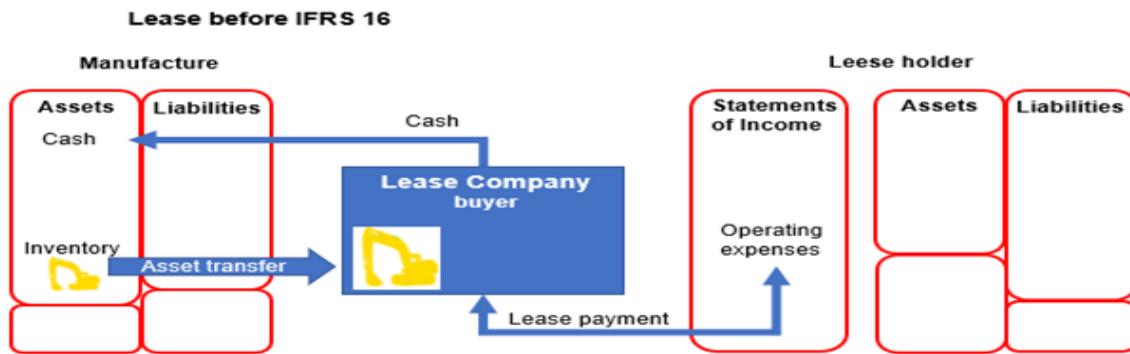 Lease before IFRS 16
Manufacture
Leese holder
Assets
Liabilities
Cash
Inventory
Cash
Lease Company
buyer
Asset transfer
Lease payment
Statements
of Income
Operating
expenses
Assets
Liabilities